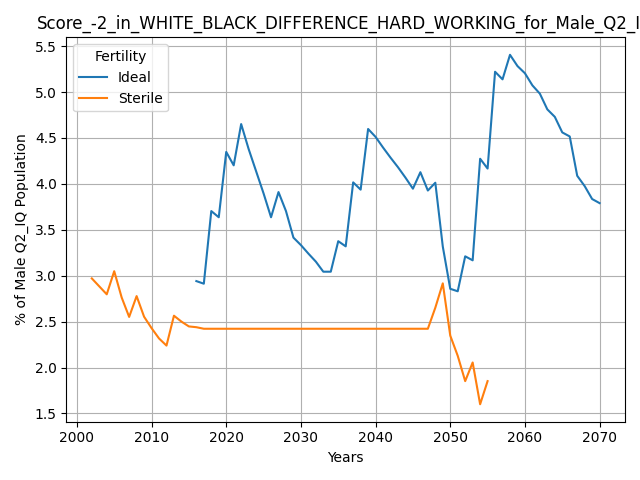 Score_-2_in_WHITE_BLACK_DIFFERENCE_HARD_WORKING_for_Male_Q2_I
Fertility
Ideal
Sterile
5.5
5.0
4.5
4.0
3.5
3.0
2.5
2.0
1.5
% of Male Q2_IQ Population
2000 2010 2020 2030 2040 2050 2060 2070
Years